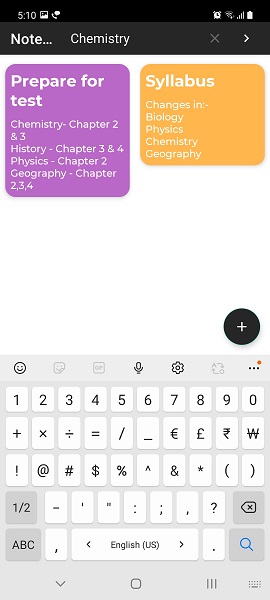 5:10
Note... Chemistry
Prepare for
test
Chemistry- Chapter 2
& 3
History - Chapter 3 & 4
Physics - Chapter 2
Geography - Chapter
2,3,4
Syllabus
Changes in:-
Biology
Physics
Chemistry
Geography
+
GIF
1 2 3 4 5 6 7 8 9 0
+ × ÷ = / _ € £ ₹ ₩
! @ # $ % ^ & * ( )
1/2 - ' " : ; , ?
ABC , < English (US) > .